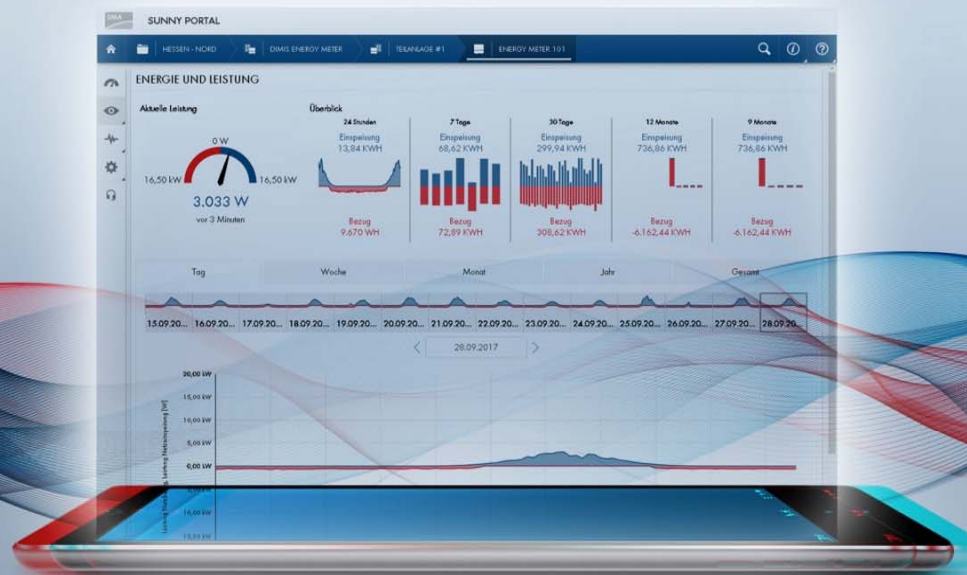 SMA
SUNNY PORTAL
HESSEN - NORD
DIMIS ENERGY METER
TEILANLAGE #1
ENERGY METER 101
ENERGIE UND LEISTUNG
Aktuelle Leistung
Überblick
24 Stunden
7 Tage
30 Tage
12 Monate
9 Monate
Einspeisung
13,84 KWH
Einspeisung
68,62 KWH
Einspeisung
299,94 KWH
Einspeisung
736,86 KWH
Einspeisung
736,86 KWH
0 W
16,50 kW
16,50 kW
3.033 W
vor 3 Minuten
Bezug
9.670 WH
Bezug
72,89 KWH
Bezug
308,62 KWH
Bezug
-6.162,44 KWH
Bezug
-6.162,44 KWH
Tag
Woche
Monat
Jahr
Gesamt
15.09.20...
16.09.20...
17.09.20...
18.09.20...
19.09.20...
20.09.20...
21.09.20...
22.09.20...
23.09.20...
24.09.20...
25.09.20...
26.09.20...
27.09.20...
28.09.20...
28.09.2017
20,00 kW
15,00 kW
10,00 kW
5,00 kW
0,00 kW